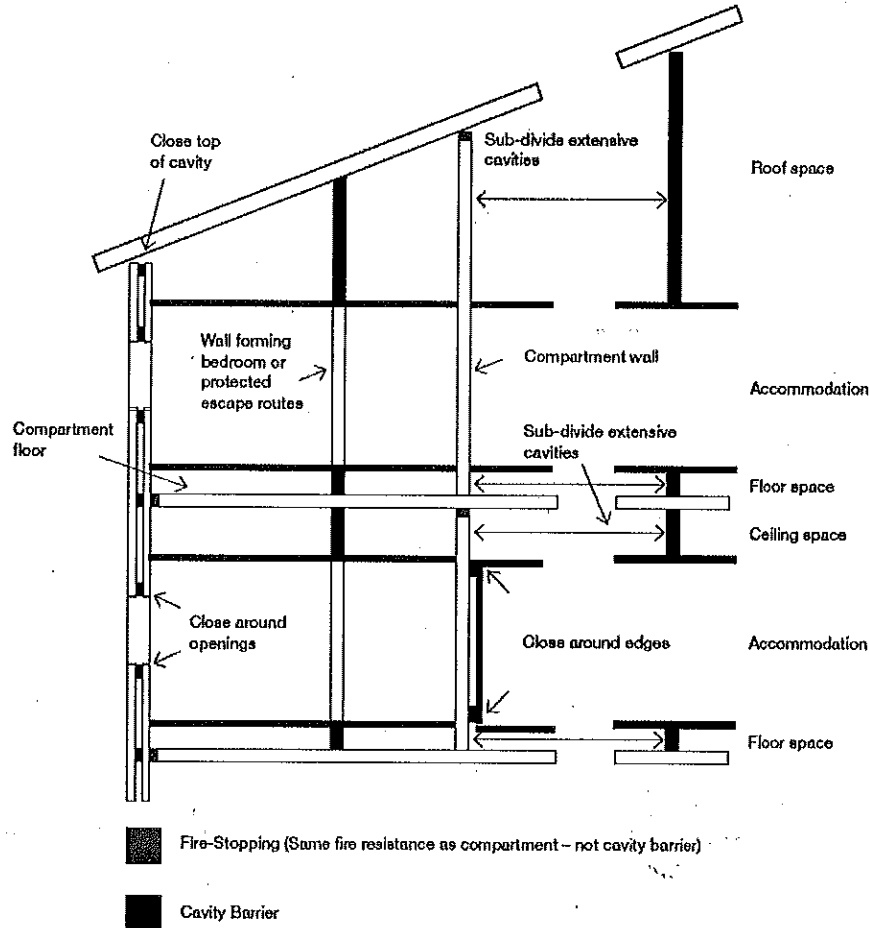 Close top
of cavity
Sub-divide extensive
cavities
Roof space
Wall forming
bedroom or
protected
escape routes
Compartment wall
Accommodation
Compartment
floor
Sub-divide extensive
cavities
Floor space
Ceiling space
Close around
openings
Close around edges
Accommodation
Floor space
Fire-Stopping (Same fire resistance as compartment – not cavity barrier)
Cavity Barrier